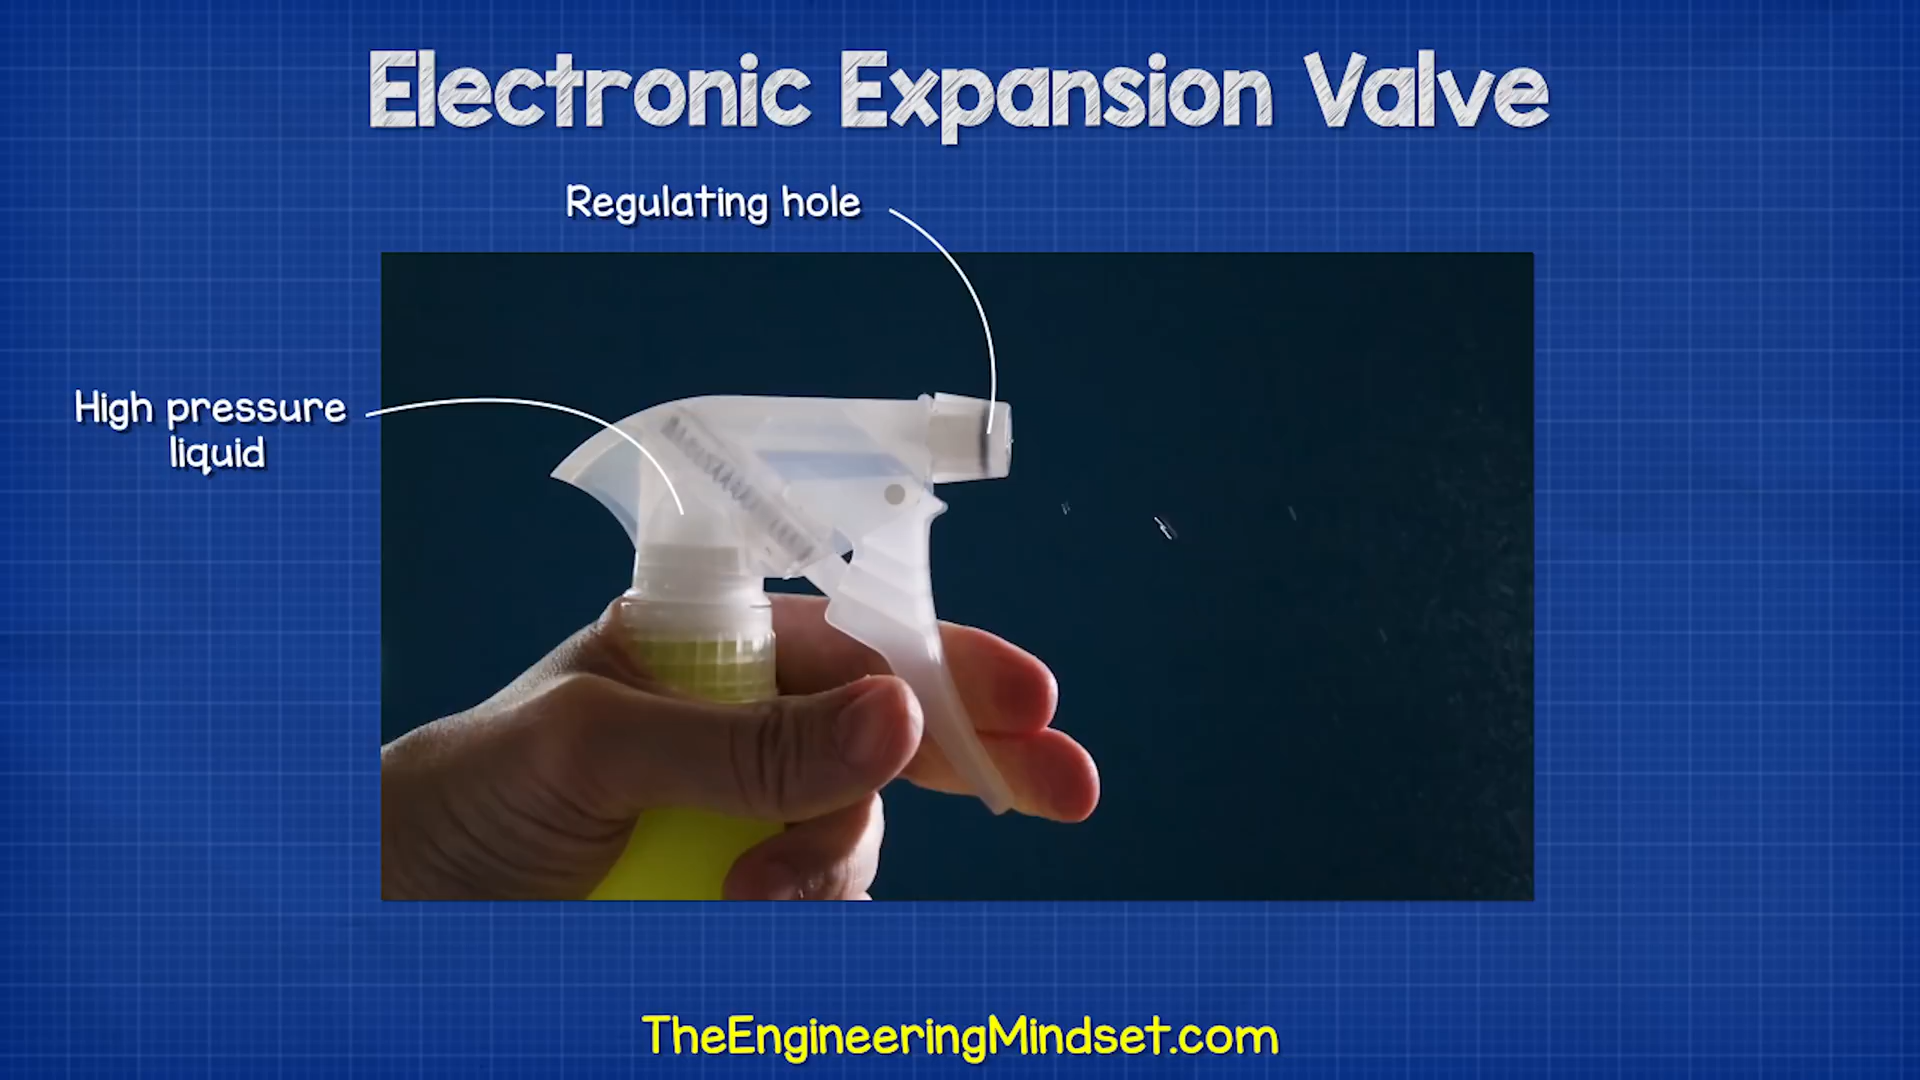 Electronic Expansion Valve
Regulating hole
High pressure
liquid
TheEngineeringMindset.com